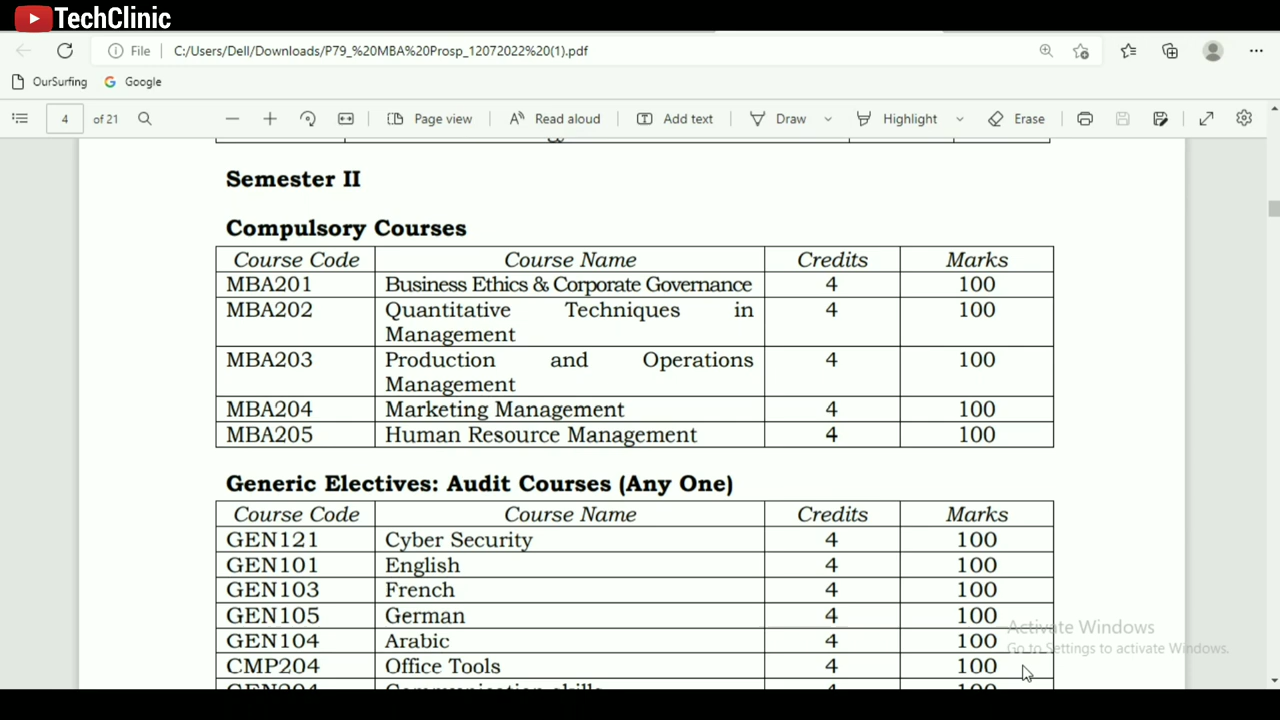 TechClinic
File C:/Users/Dell/Downloads/P79_%20MBA%20Prosp_12072022%20(1).pdf
OurSurfing Google
4 of 21 Page view Read aloud Add text Draw Highlight Erase
Semester II
Compulsory Courses
Course Code Course Name Credits Marks
MBA201 Business Ethics & Corporate Governance 4 100
MBA202 Quantitative Techniques in 4 100
Management
MBA203 Production and Operations 4 100
Management
MBA204 Marketing Management 4 100
MBA205 Human Resource Management 4 100
Generic Electives: Audit Courses (Any One)
Course Code Course Name Credits Marks
GEN121 Cyber Security 4 100
GEN101 English 4 100
GEN103 French 4 100
GEN105 German 4 100
GEN104 Arabic 4 100
CMP204 Office Tools 4 100
Activate Windows
Go to Settings to activate Windows.